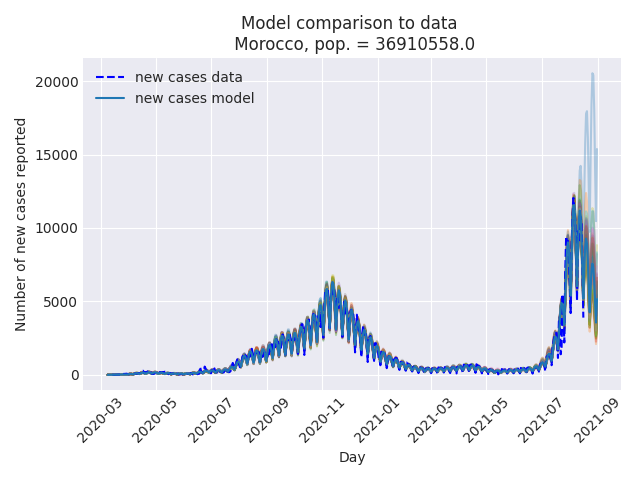 Model comparison to data
Morocco, pop. = 36910558.0
new cases data
new cases model
Number of new cases reported
20000
15000
10000
5000
0
2020-03
2020-05
2020-07
2020-09
2020-11
2021-01
2021-03
2021-05
2021-07
2021-09
Day